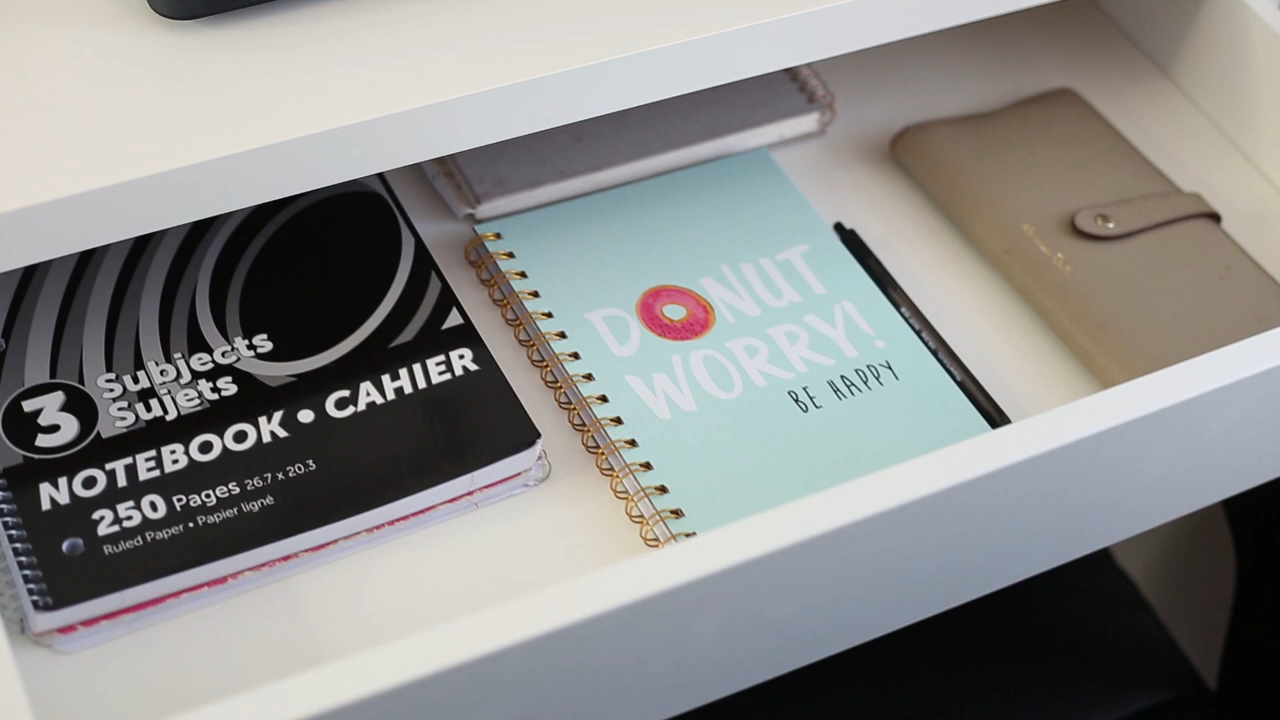 3 Subjects
Sujets
NOTEBOOK • CAHIER
250 Pages 26.7 x 20.3
Ruled Paper • Papier ligné
DONUT
WORRY!
BE HAPPY